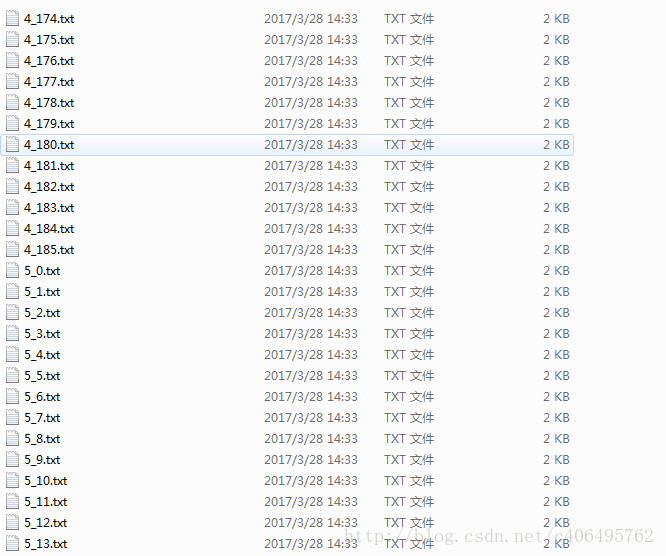 4_174.txt 2017/3/28 14:33 TXT 文件 2 KB
4_175.txt 2017/3/28 14:33 TXT 文件 2 KB
4_176.txt 2017/3/28 14:33 TXT 文件 2 KB
4_177.txt 2017/3/28 14:33 TXT 文件 2 KB
4_178.txt 2017/3/28 14:33 TXT 文件 2 KB
4_179.txt 2017/3/28 14:33 TXT 文件 2 KB
4_180.txt 2017/3/28 14:33 TXT 文件 2 KB
4_181.txt 2017/3/28 14:33 TXT 文件 2 KB
4_182.txt 2017/3/28 14:33 TXT 文件 2 KB
4_183.txt 2017/3/28 14:33 TXT 文件 2 KB
4_184.txt 2017/3/28 14:33 TXT 文件 2 KB
4_185.txt 2017/3/28 14:33 TXT 文件 2 KB
5_0.txt 2017/3/28 14:33 TXT 文件 2 KB
5_1.txt 2017/3/28 14:33 TXT 文件 2 KB
5_2.txt 2017/3/28 14:33 TXT 文件 2 KB
5_3.txt 2017/3/28 14:33 TXT 文件 2 KB
5_4.txt 2017/3/28 14:33 TXT 文件 2 KB
5_5.txt 2017/3/28 14:33 TXT 文件 2 KB
5_6.txt 2017/3/28 14:33 TXT 文件 2 KB
5_7.txt 2017/3/28 14:33 TXT 文件 2 KB
5_8.txt 2017/3/28 14:33 TXT 文件 2 KB
5_9.txt 2017/3/28 14:33 TXT 文件 2 KB
5_10.txt 2017/3/28 14:33 TXT 文件 2 KB
5_11.txt 2017/3/28 14:33 TXT 文件 2 KB
5_12.txt 2017/3/28 14:33 TXT 文件 2 KB
5_13.txt 2017/3/28 14:33 TXT 文件 2 KB
http://blog.csdn.net/c406495762